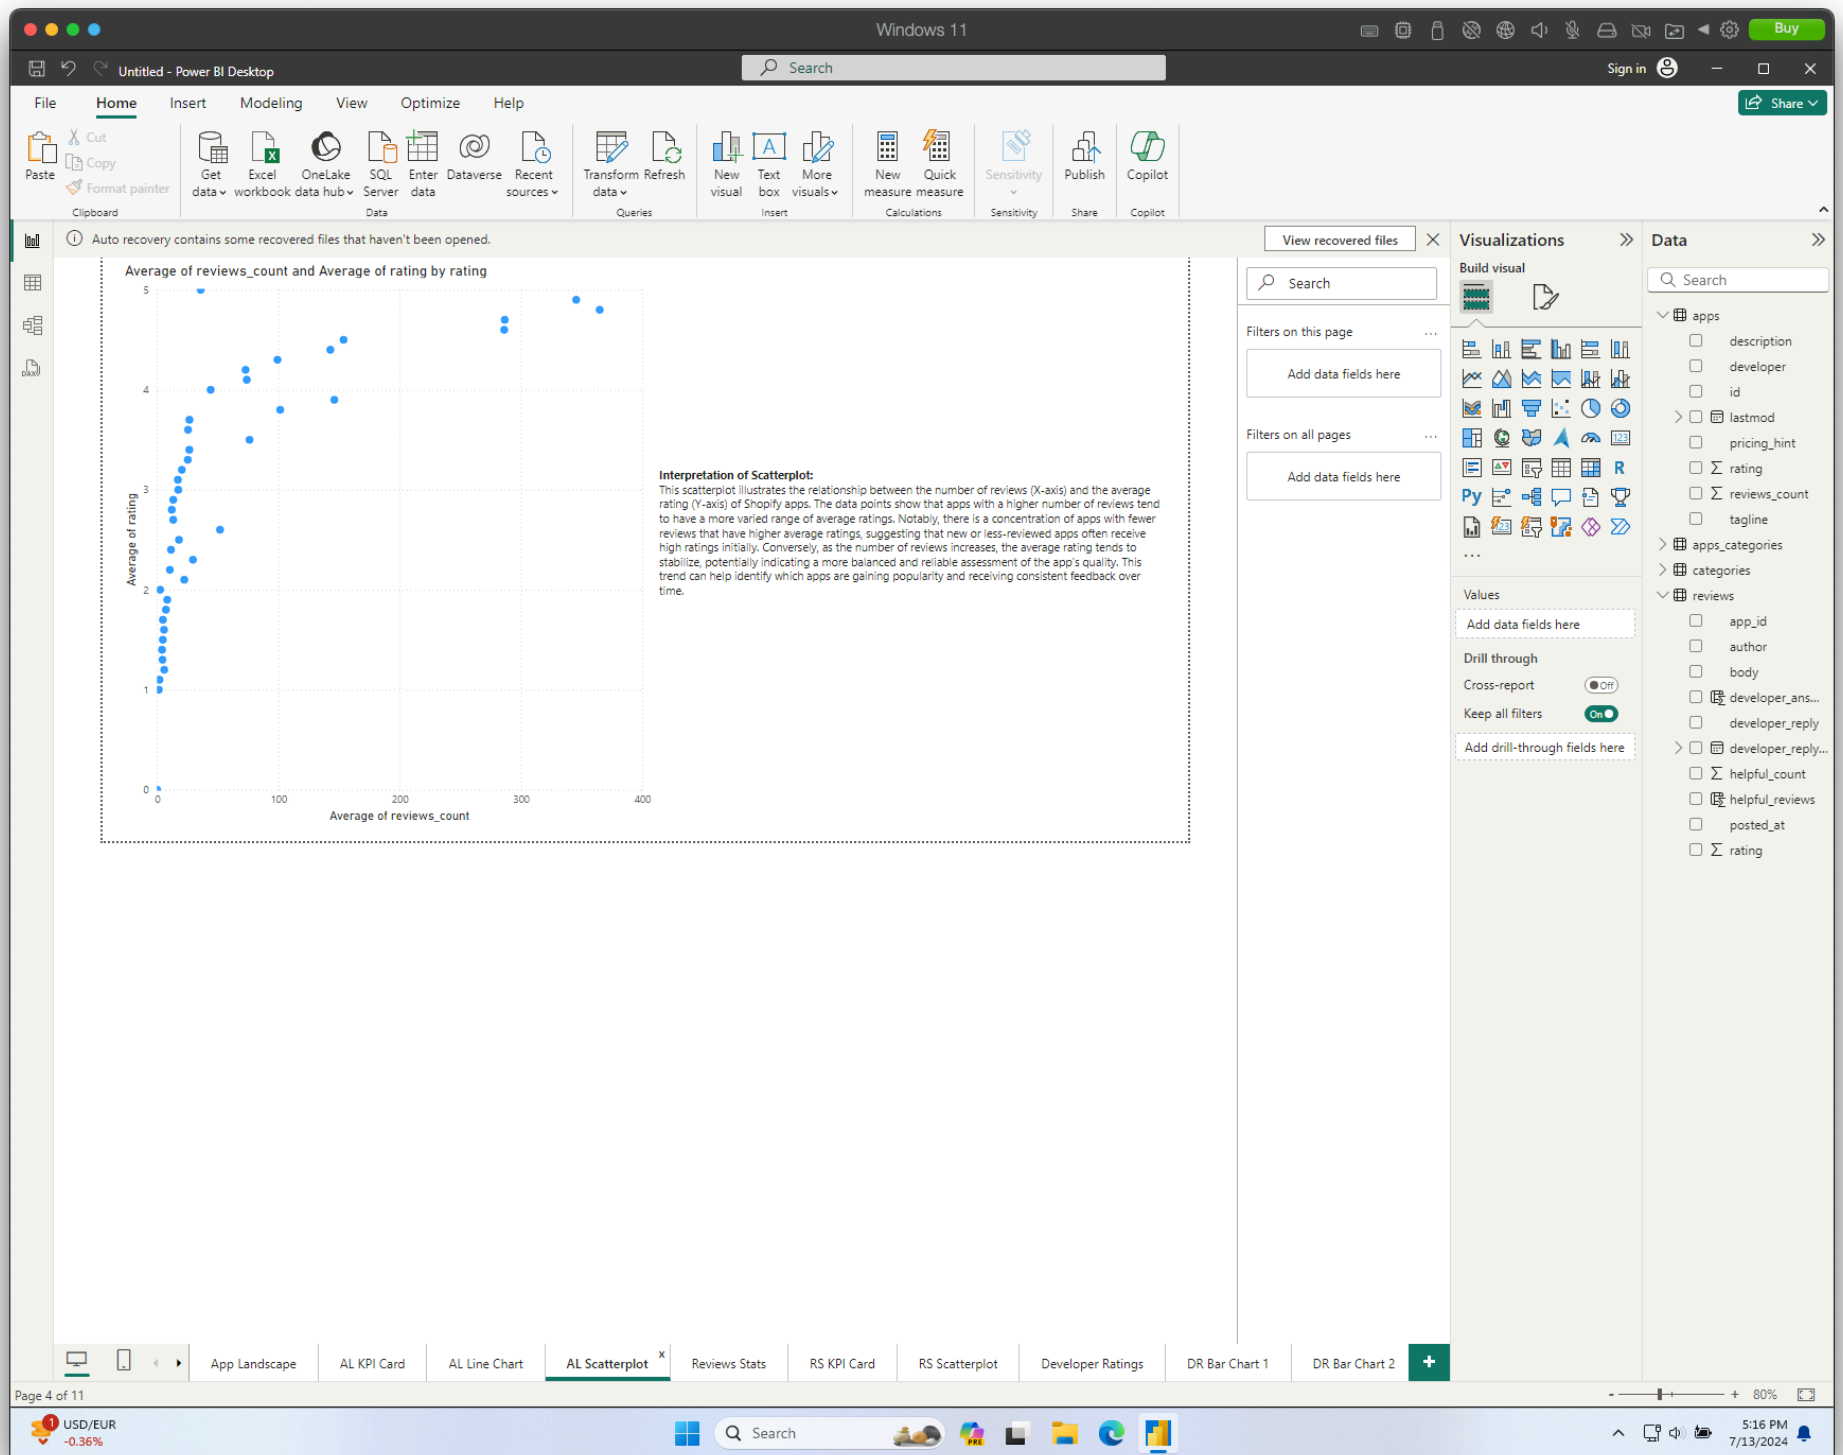 Windows 11
Buy
Untitled - Power BI Desktop
Search
Sign in
File Home Insert Modeling View Optimize Help
Share
Paste
Cut
Copy
Format painter
Clipboard
Get data
Excel workbook
OneLake data hub
SQL Server
Enter data
Dataverse
Recent sources
Data
Transform data
Refresh
Queries
New visual
Text box
More visuals
Insert
New measure
Quick measure
Calculations
Sensitivity
Sensitivity
Publish
Share
Copilot
Copilot
Auto recovery contains some recovered files that haven't been opened.
View recovered files
Average of reviews_count and Average of rating by rating
Average of rating
5
4
3
2
1
0
0 100 200 300 400
Average of reviews_count
Interpretation of Scatterplot:
This scatterplot illustrates the relationship between the number of reviews (X-axis) and the average
rating (Y-axis) of Shopify apps. The data points show that apps with a higher number of reviews tend
to have a more varied range of average ratings. Notably, there is a concentration of apps with fewer
reviews that have higher average ratings, suggesting that new or less-reviewed apps often receive
high ratings initially. Conversely, as the number of reviews increases, the average rating tends to
stabilize, potentially indicating a more balanced and reliable assessment of the app's quality. This
trend can help identify which apps are gaining popularity and receiving consistent feedback over
time.
Search
Filters on this page
...
Add data fields here
Filters on all pages
...
Add data fields here
Visualizations
Build visual
123
R
Py
123
...
Values
Add data fields here
Drill through
Cross-report
Off
Keep all filters
On
Add drill-through fields here
Data
Search
apps
description
developer
id
lastmod
pricing_hint
rating
reviews_count
tagline
apps_categories
categories
reviews
app_id
author
body
developer_ans...
developer_reply
developer_reply...
helpful_count
helpful_reviews
posted_at
rating
App Landscape
AL KPI Card
AL Line Chart
AL Scatterplot
x
Reviews Stats
RS KPI Card
RS Scatterplot
Developer Ratings
DR Bar Chart 1
DR Bar Chart 2
+
Page 4 of 11
- + 80%
1
USD/EUR
-0.36%
Search
PRE
5:16 PM
7/13/2024